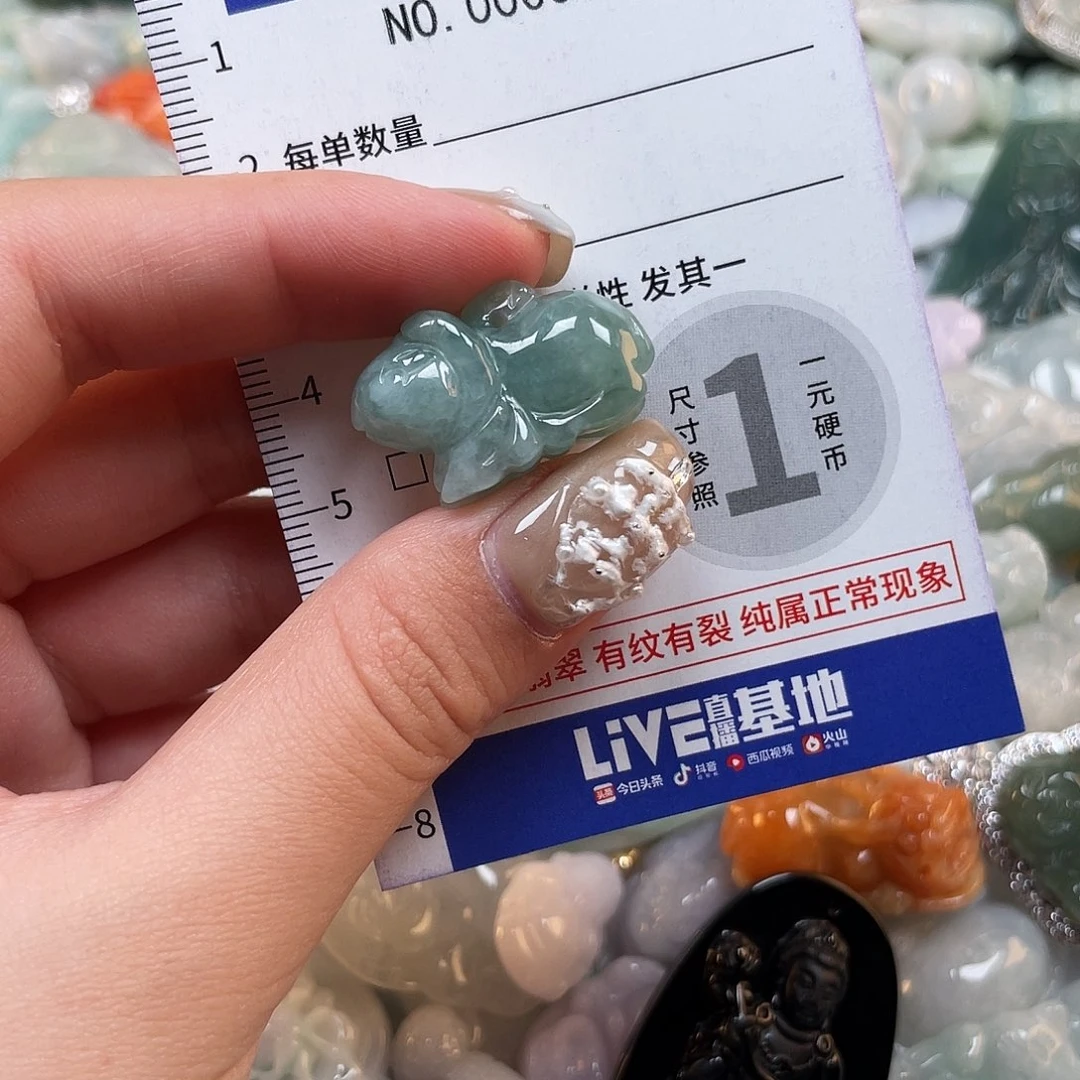 NO.
1
2
每单数量
性 发其一
4
5
8
尺寸参照
1
一元硬币
翡翠 有纹有裂 纯属正常现象
LiVE直播基地
今日头条 抖音 西瓜视频 火山